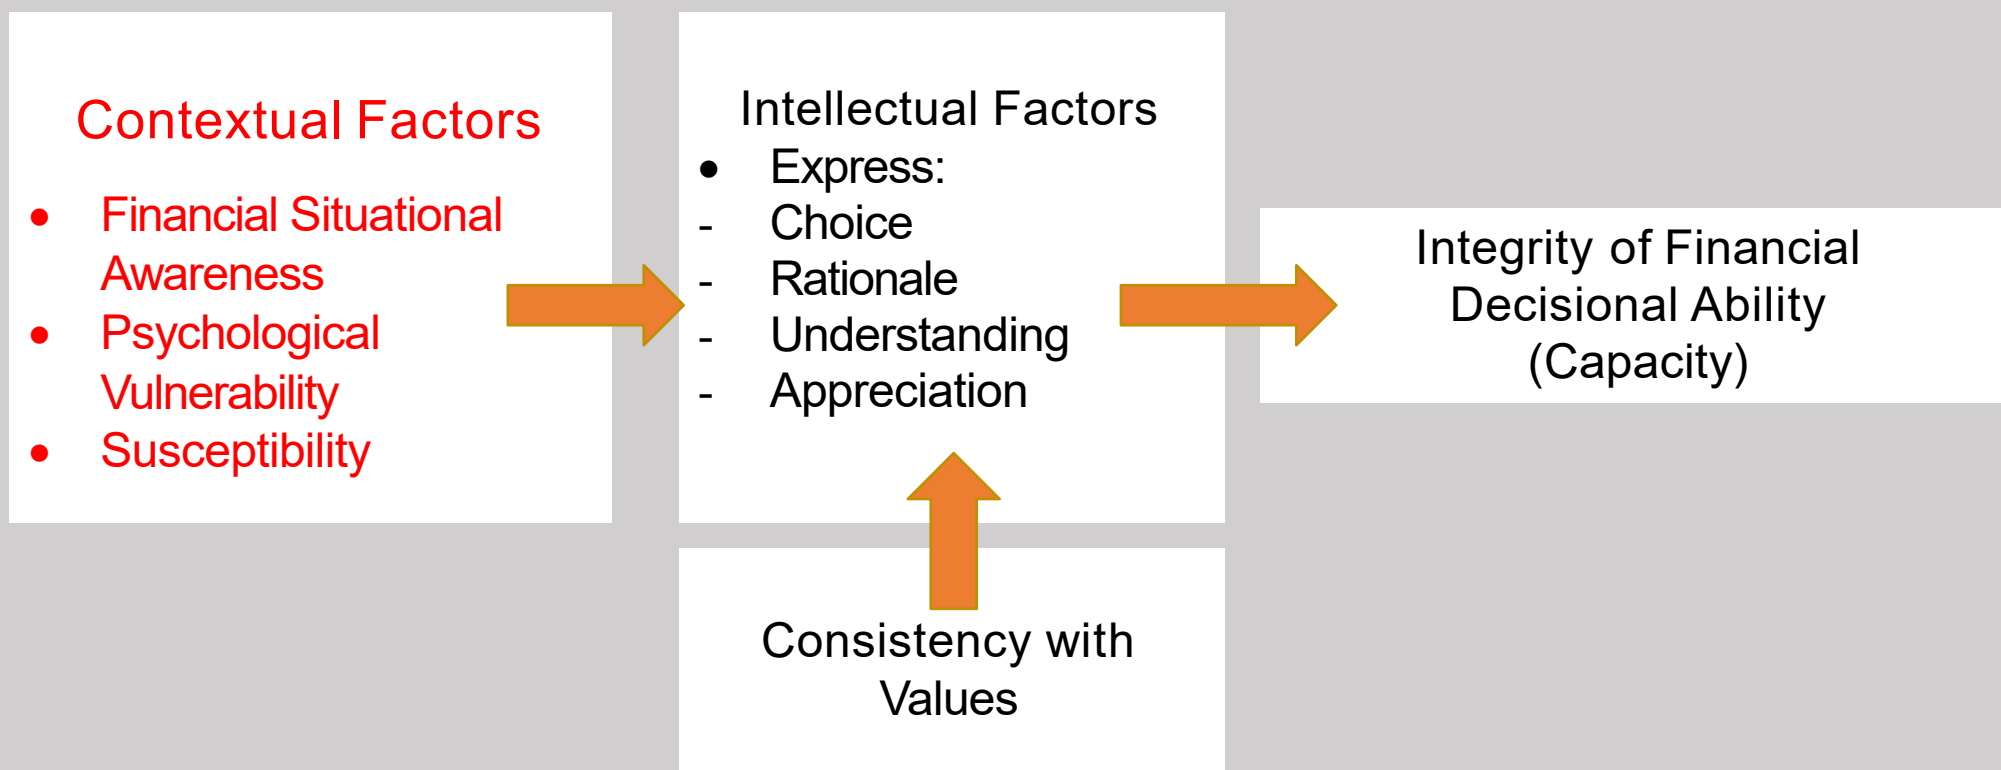 Contextual Factors
• Financial Situational
Awareness
• Psychological
Vulnerability
• Susceptibility
Intellectual Factors
• Express:
- Choice
- Rationale
- Understanding
- Appreciation
Integrity of Financial
Decisional Ability
(Capacity)
Consistency with
Values